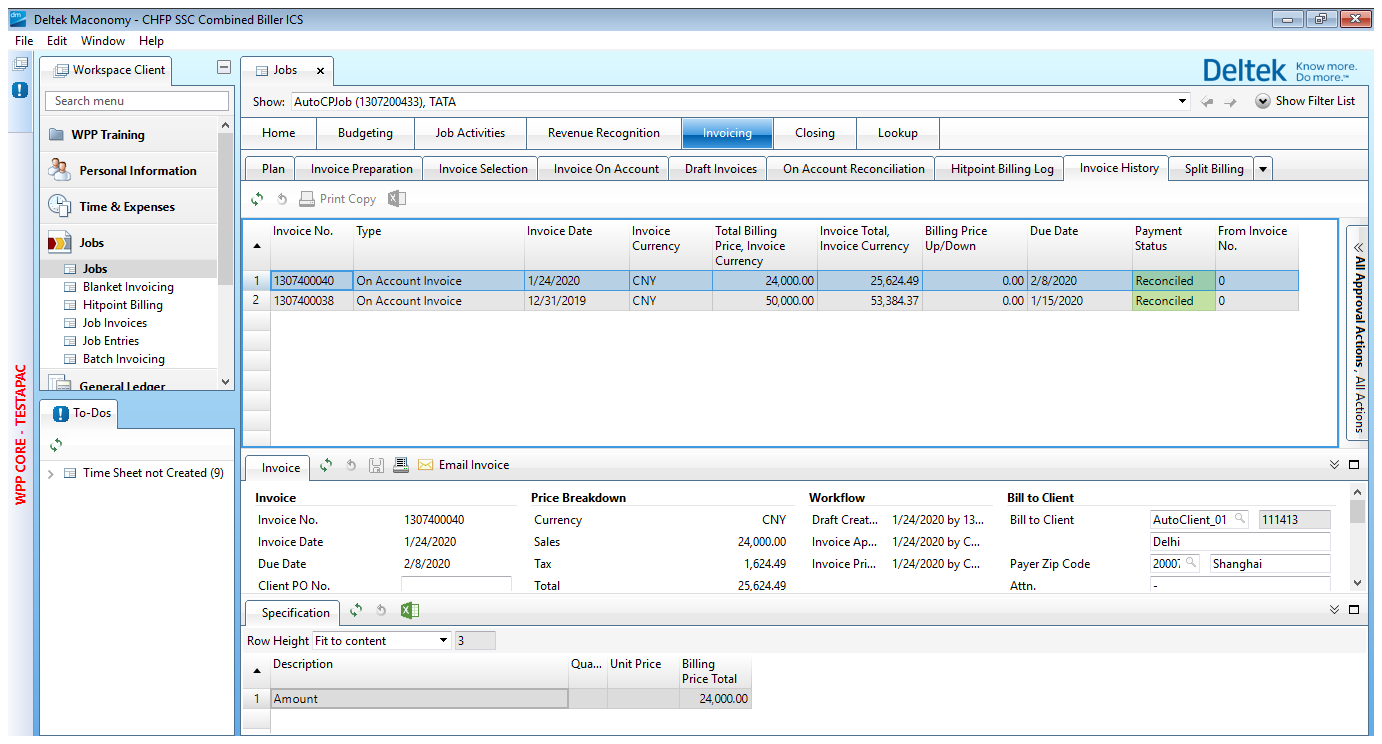 Deltek Maconomy - CHFP SSC Combined Biller ICS
File Edit Window Help
Workspace Client
Search menu
WPP Training
Personal Information
Time & Expenses
Jobs
Jobs
Blanket Invoicing
Hitpoint Billing
Job Invoices
Job Entries
Batch Invoicing
General Ledger
WPP CORE - TESTAPAC
To-Dos
Time Sheet not Created (9)
Jobs x
Deltek Know more. Do more.™
Show: AutoCPJob (1307200433), TATA Show Filter List
Home Budgeting Job Activities Revenue Recognition Invoicing Closing Lookup
Plan Invoice Preparation Invoice Selection Invoice On Account Draft Invoices On Account Reconciliation Hitpoint Billing Log Invoice History Split Billing
Print Copy
Invoice No. Type Invoice Date Invoice Currency Total Billing Price, Invoice Currency Invoice Total, Invoice Currency Billing Price Up/Down Due Date Payment Status From Invoice No.
1 1307400040 On Account Invoice 1/24/2020 CNY 24,000.00 25,624.49 0.00 2/8/2020 Reconciled 0
2 1307400038 On Account Invoice 12/31/2019 CNY 50,000.00 53,384.37 0.00 1/15/2020 Reconciled 0
All Approval Actions , All Actions
Invoice Email Invoice
Invoice Price Breakdown Workflow Bill to Client
Invoice No. 1307400040 Currency CNY Draft Creat... 1/24/2020 by 13... Bill to Client AutoClient_01 111413
Invoice Date 1/24/2020 Sales 24,000.00 Invoice Ap... 1/24/2020 by C... Delhi
Due Date 2/8/2020 Tax 1,624.49 Invoice Pri... 1/24/2020 by C... Payer Zip Code Shanghai
Client PO No. Total 25,624.49 Attn. -
Specification
Row Height Fit to content 3
Description Qua... Unit Price Billing Price Total
1 Amount 24,000.00